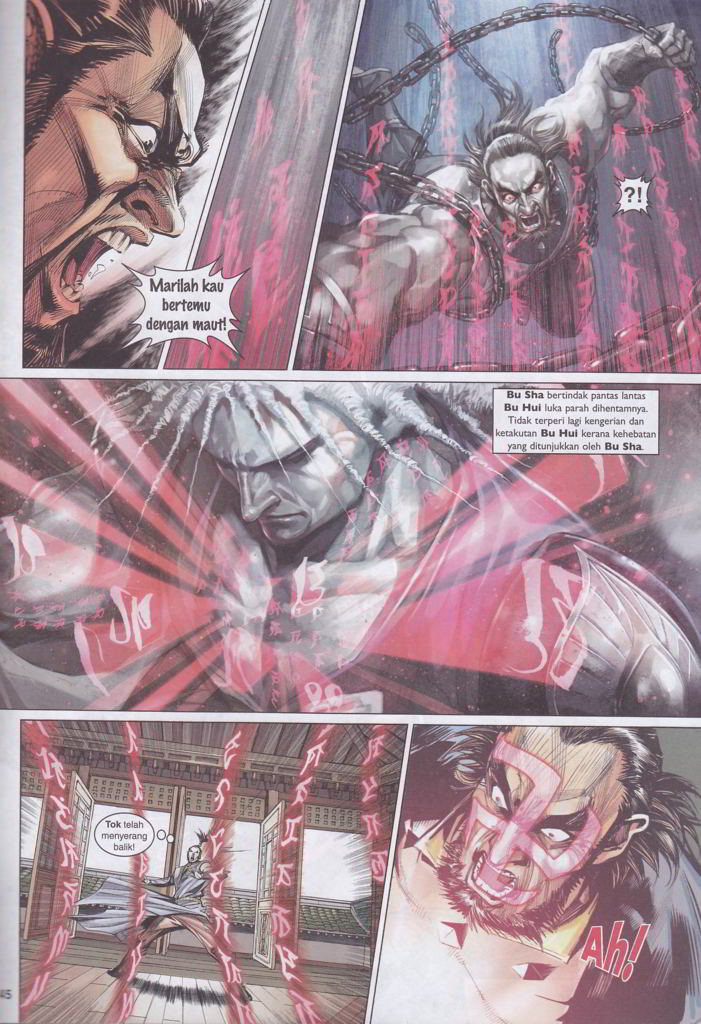 Marilah kau
bertemu
dengan maut!
?!
Bu Sha bertindak pantas lantas
Bu Hui luka parah dihentamnya.
Tidak terperi lagi kengerian dan
ketakutan Bu Hui kerana kehebatan
yang ditunjukkan oleh Bu Sha.
Tok telah
menyerang
balik!
Ah!